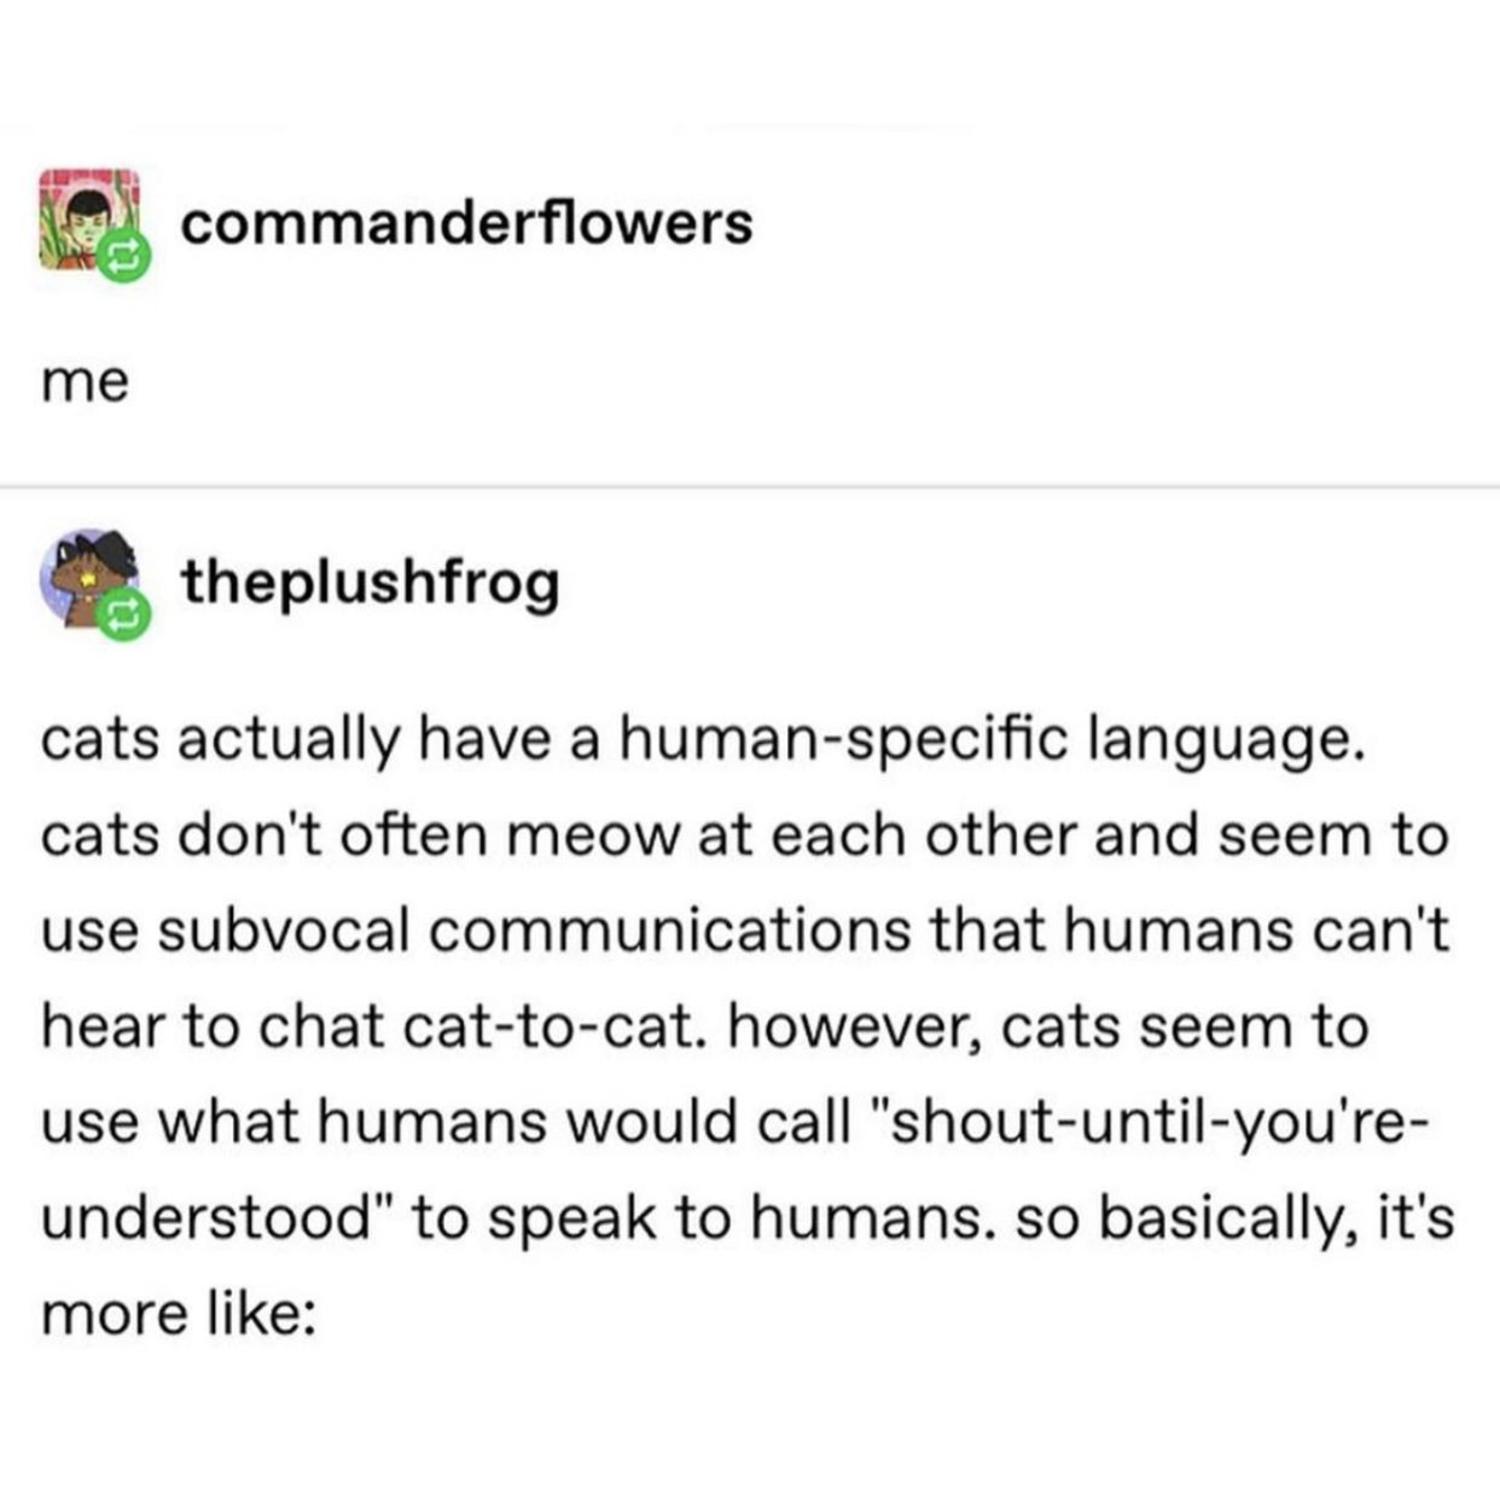 commanderflowers
me
theplushfrog
cats actually have a human-specific language.
cats don't often meow at each other and seem to
use subvocal communications that humans can't
hear to chat cat-to-cat. however, cats seem to
use what humans would call "shout-until-you're-
understood" to speak to humans. so basically, it's
more like: